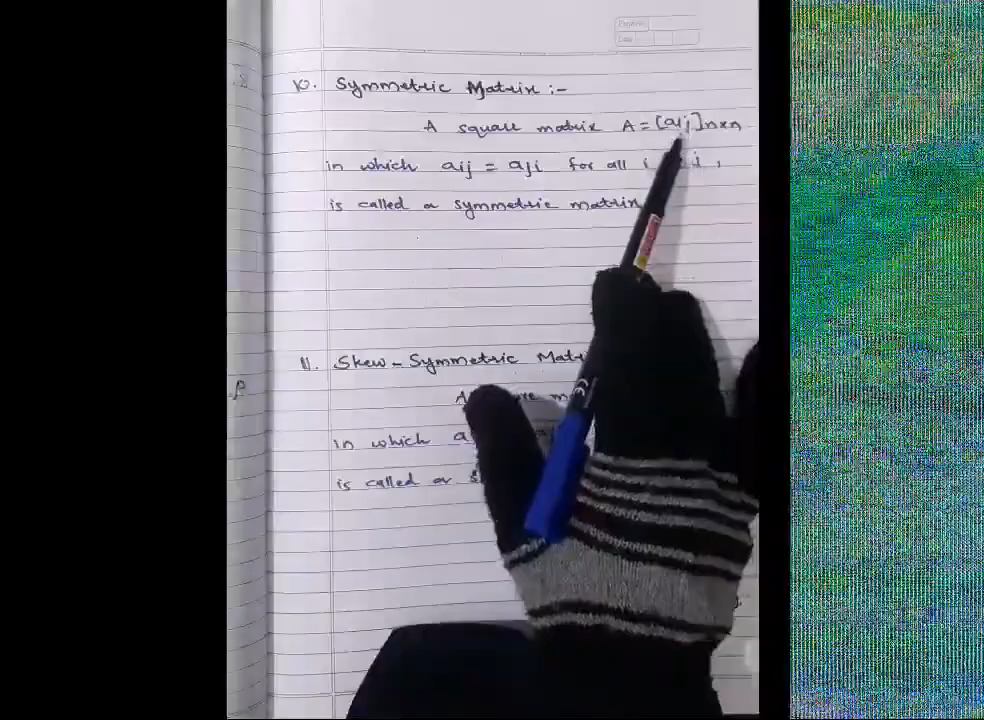 10. Symmetric Matrix :-
A square matrix A = [aij]nxn
in which aij = aji for all i j ,
is called a symmetric matrix
11. Skew - Symmetric
A
in which a
is called a